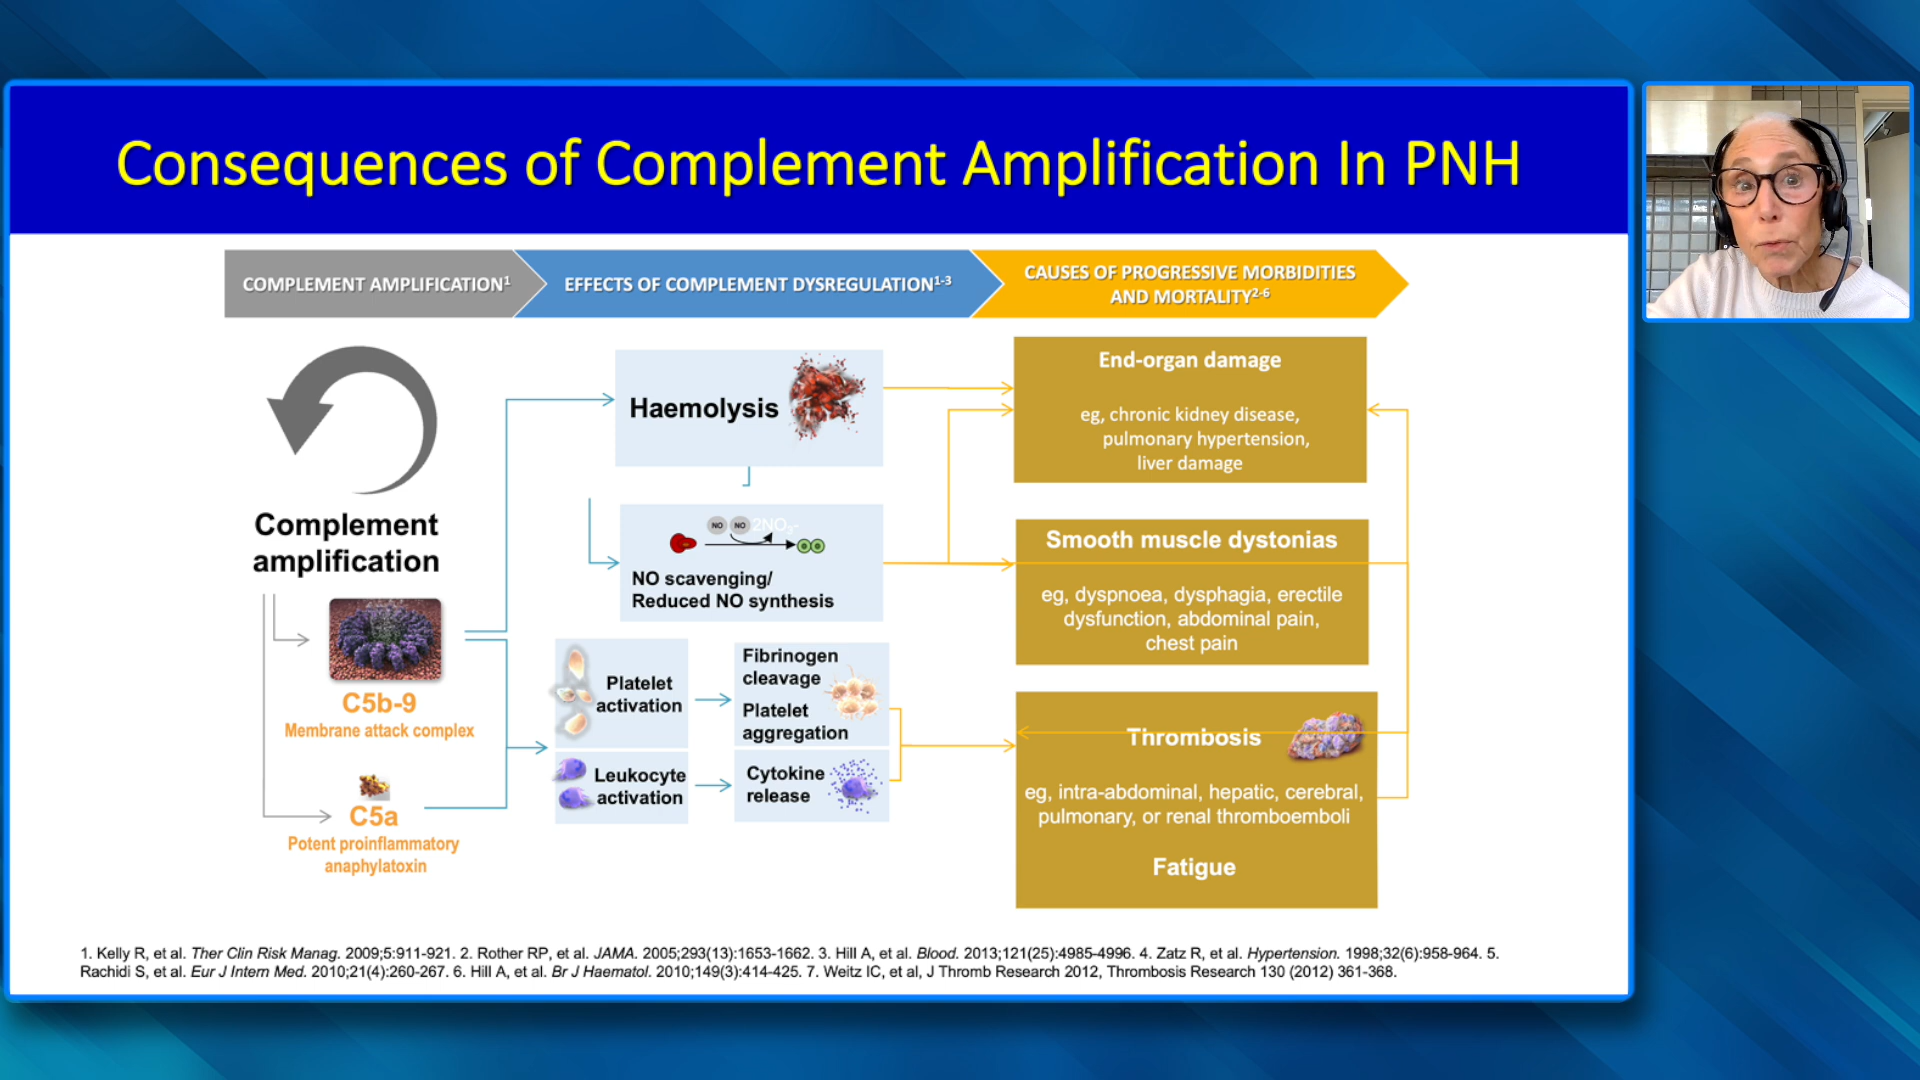 Consequences of Complement Amplification In PNH
COMPLEMENT AMPLIFICATION1
EFFECTS OF COMPLEMENT DYSREGULATION1-3
CAUSES OF PROGRESSIVE MORBIDITIES
AND MORTALITY2-6
Complement
amplification
C5b-9
Membrane attack complex
C5a
Potent proinflammatory
anaphylatoxin
Haemolysis
NO NO 2NO3-
NO scavenging/
Reduced NO synthesis
Platelet
activation
Fibrinogen
cleavage
Platelet
aggregation
Leukocyte
activation
Cytokine
release
End-organ damage
eg, chronic kidney disease,
pulmonary hypertension,
liver damage
Smooth muscle dystonias
eg, dyspnoea, dysphagia, erectile
dysfunction, abdominal pain,
chest pain
Thrombosis
eg, intra-abdominal, hepatic, cerebral,
pulmonary, or renal thromboemboli
Fatigue
1. Kelly R, et al. Ther Clin Risk Manag. 2009;5:911-921. 2. Rother RP, et al. JAMA. 2005;293(13):1653-1662. 3. Hill A, et al. Blood. 2013;121(25):4985-4996. 4. Zatz R, et al. Hypertension. 1998;32(6):958-964. 5.
Rachidi S, et al. Eur J Intern Med. 2010;21(4):260-267. 6. Hill A, et al. Br J Haematol. 2010;149(3):414-425. 7. Weitz IC, et al, J Thromb Research 2012, Thrombosis Research 130 (2012) 361-368.